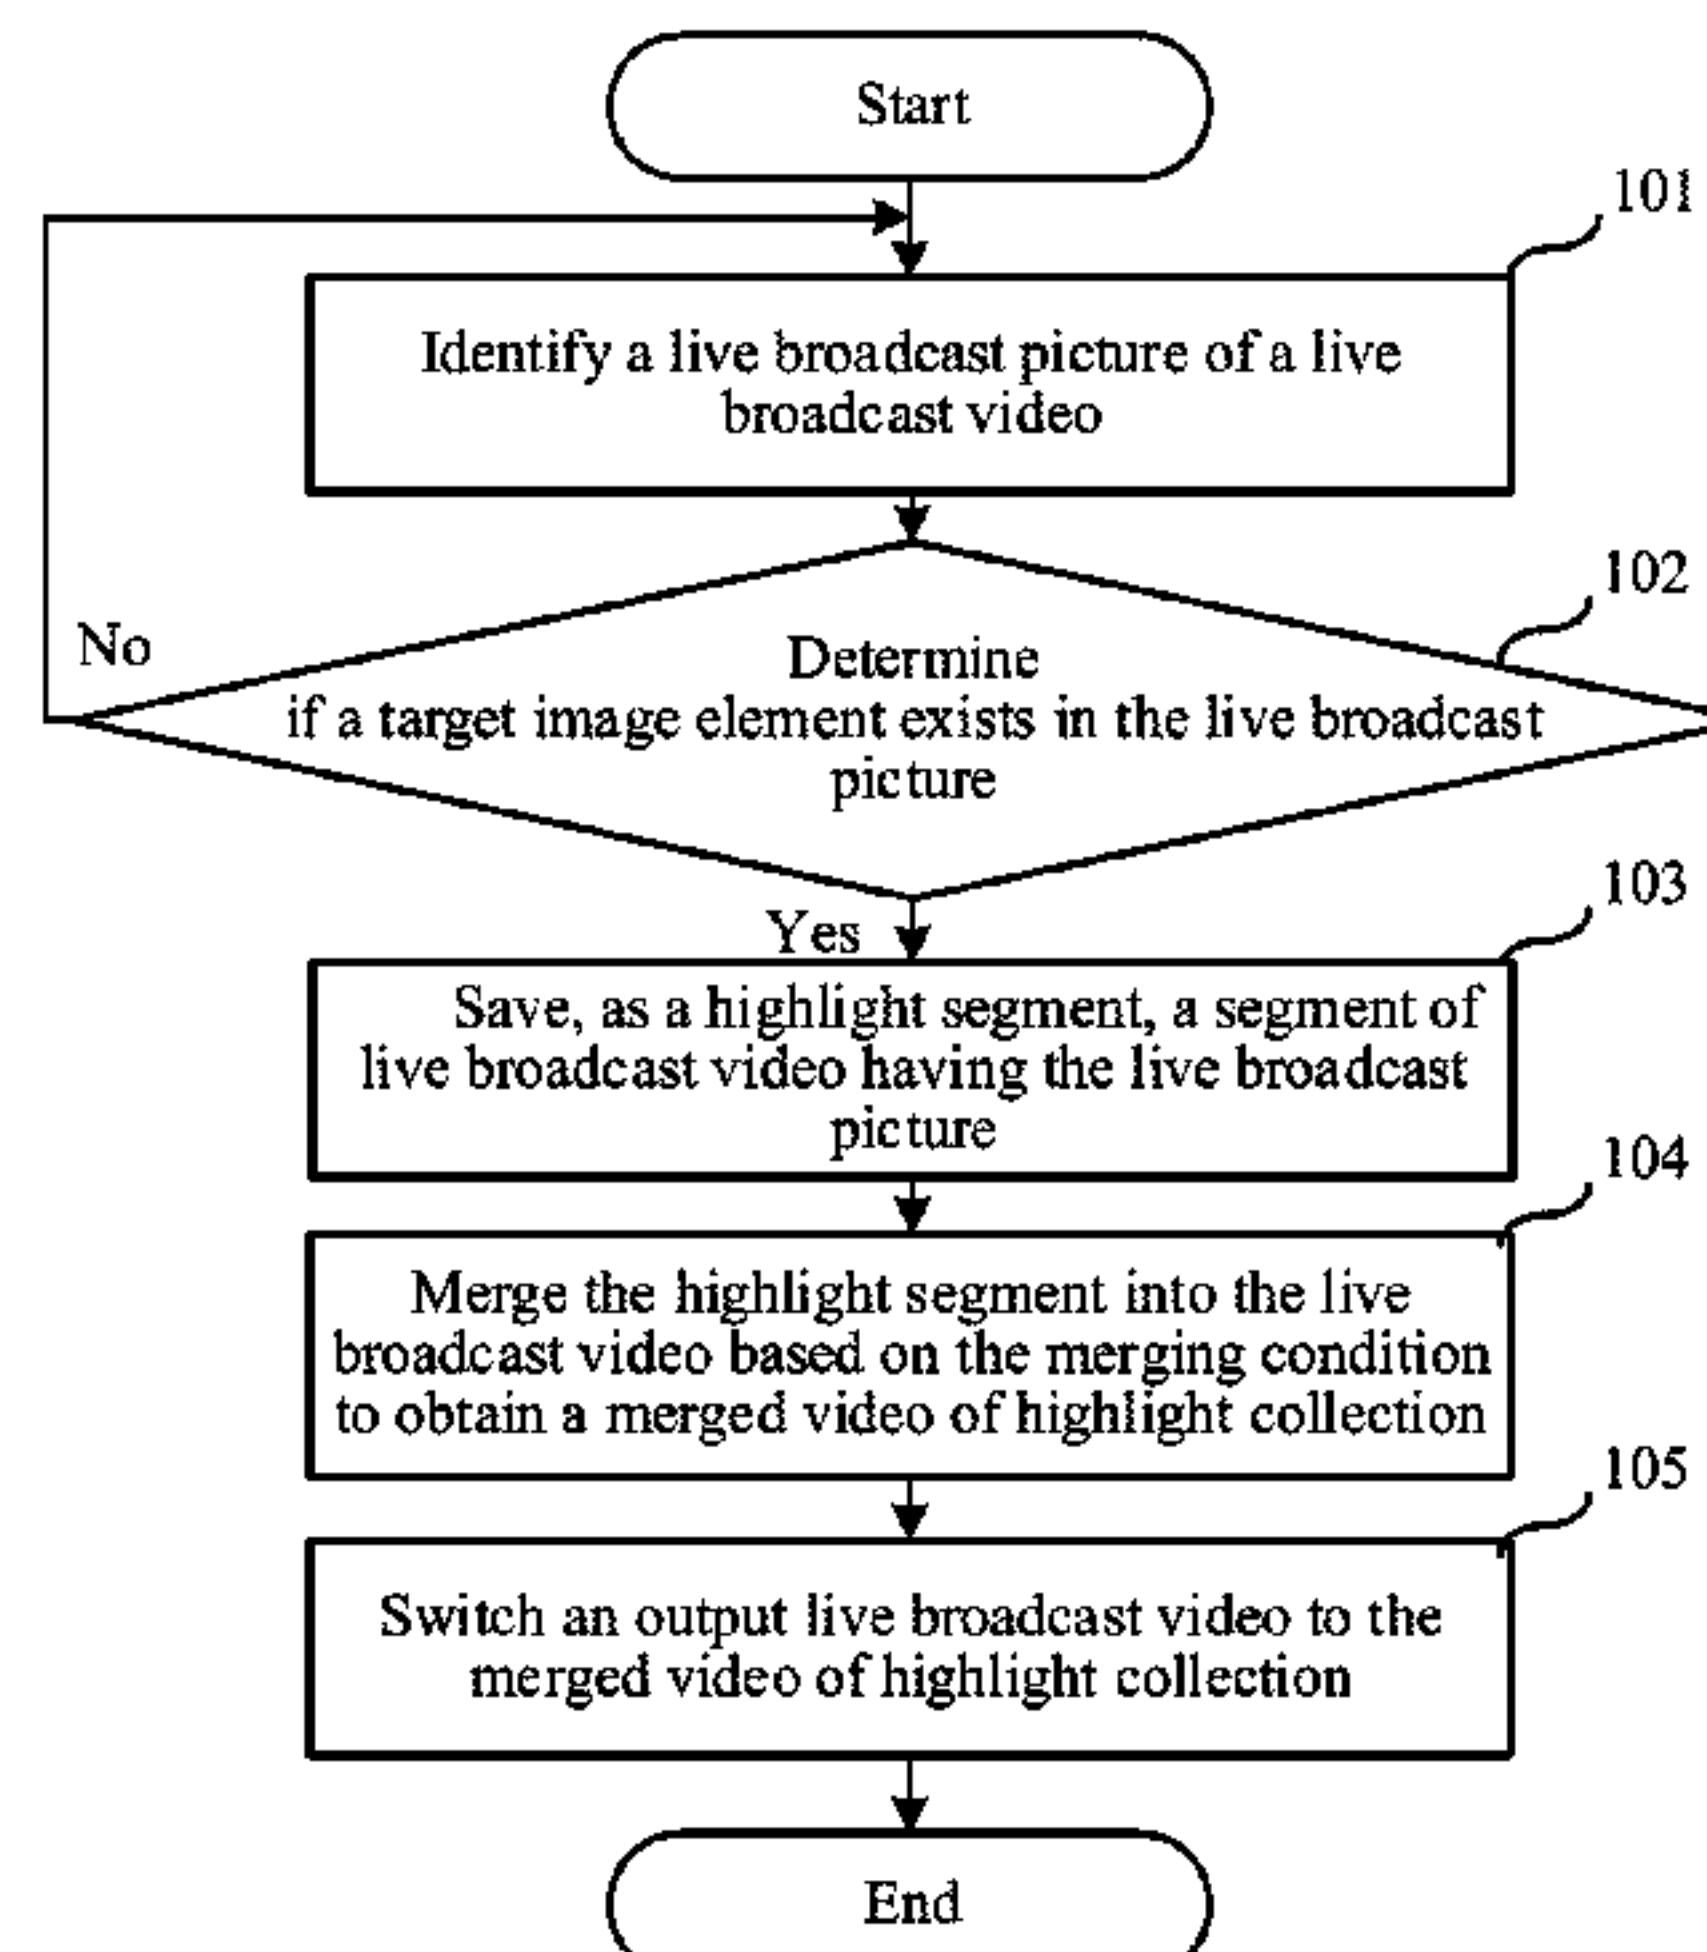 Start
101
Identify a live broadcast picture of a live
broadcast video
102
No
Determine
if a target image element exists in the live broadcast
picture
103
Yes
Save, as a highlight segment, a segment of
live broadcast video having the live broadcast
picture
104
Merge the highlight segment into the live
broadcast video based on the merging condition
to obtain a merged video of highlight collection
105
Switch an output live broadcast video to the
merged video of highlight collection
End